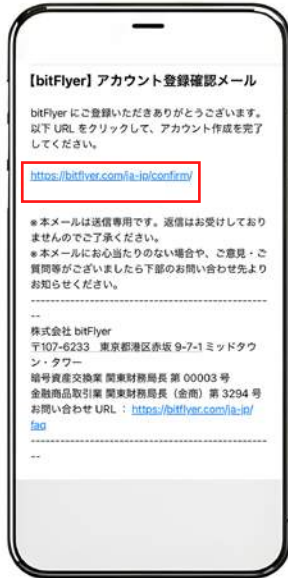 【bitFlyer】アカウント登録確認メール
bitFlyer にご登録いただきありがとうございます。
以下 URL をクリックして、アカウント作成を完了
してください。
https://bitflyer.com/ja-jp/confirm/
※本メールは送信専用です。返信はお受けしており
ませんのでご了承ください。
※本メールにお心当たりのない場合や、ご意見・ご
質問等がございましたら下部のお問い合わせ先より
お知らせください。
------------------------------------------------
--
株式会社 bitFlyer
〒107-6233　東京都港区赤坂 9-7-1 ミッドタウ
ン・タワー
暗号資産交換業 関東財務局長 第 00003 号
金融商品取引業 関東財務局長（金商）第 3294 号
お問い合わせ URL ： https://bitflyer.com/ja-jp/
faq
------------------------------------------------
--